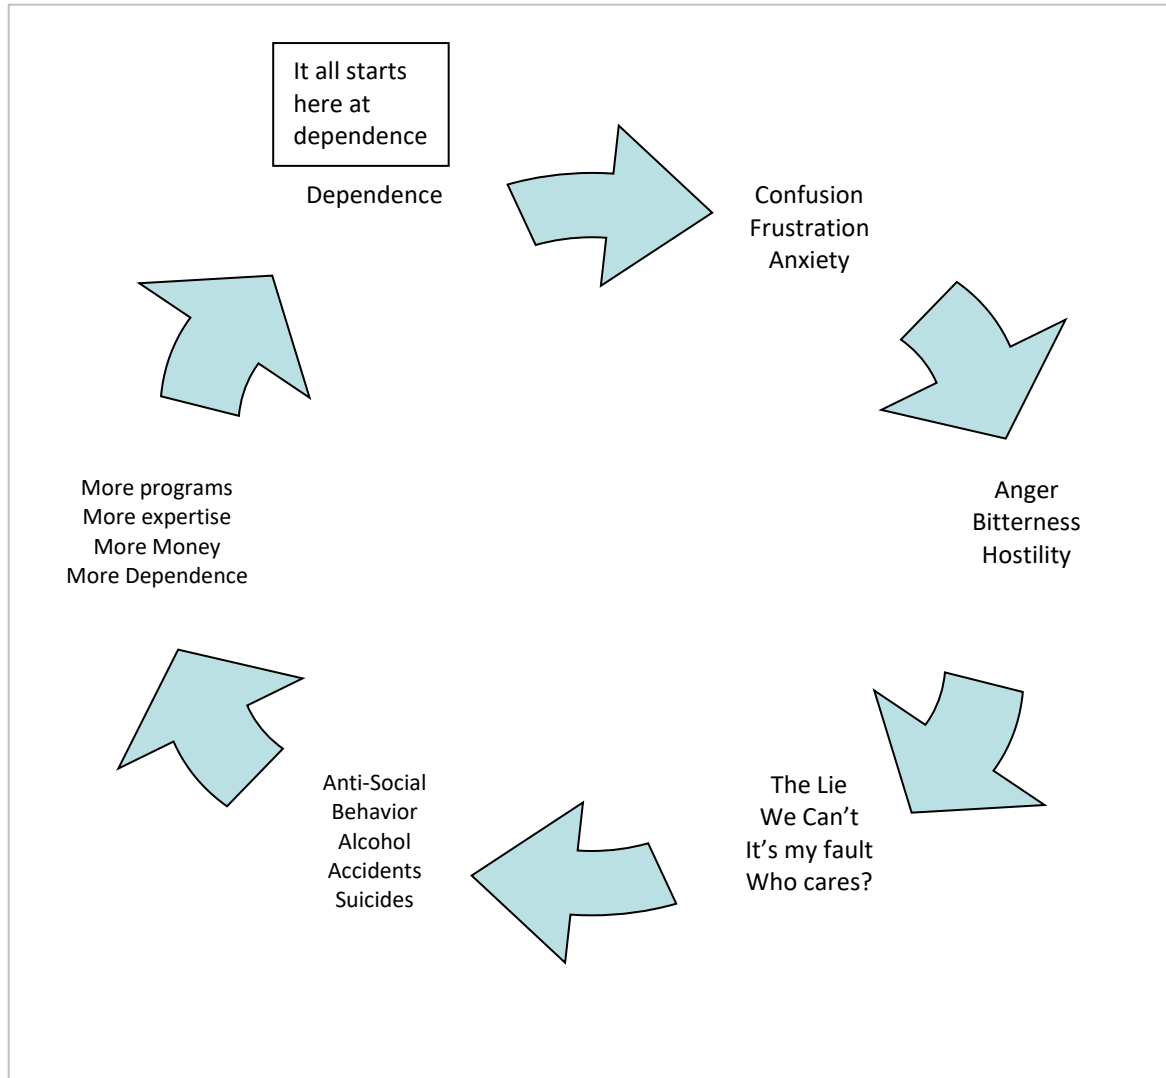 It all starts
here at
dependence
Dependence
Confusion
Frustration
Anxiety
Anger
Bitterness
Hostility
The Lie
We Can’t
It’s my fault
Who cares?
Anti-Social
Behavior
Alcohol
Accidents
Suicides
More programs
More expertise
More Money
More Dependence